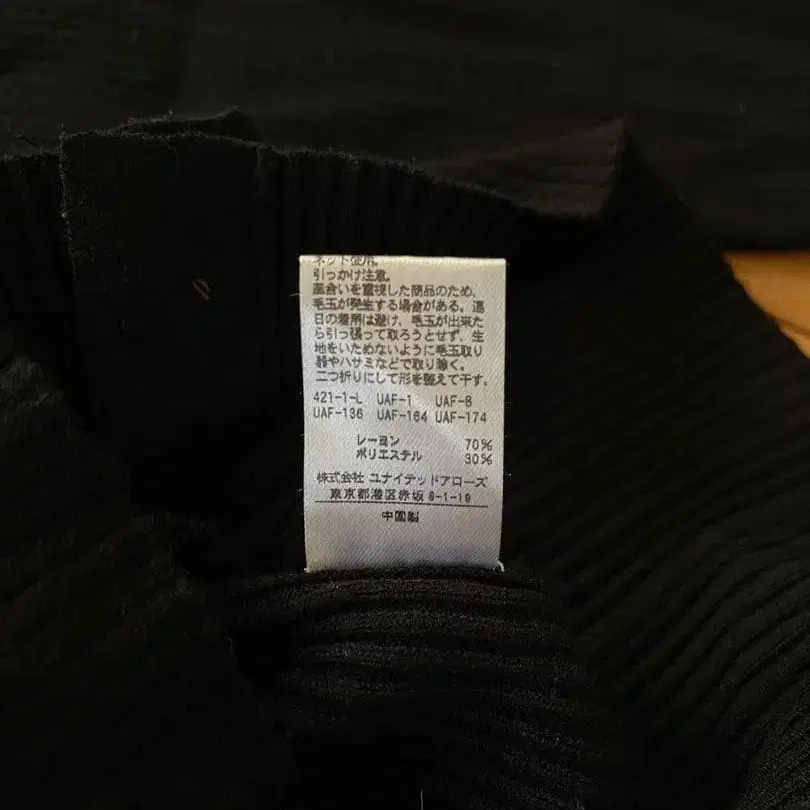 ネット使用。
引っかけ注意。
風合いを重視した商品のため、
毛玉が発生する場合がある。連
日の着用は避け、毛玉が出来た
ら引っ張って取ろうとせず、生
地をいためないように毛玉取り
器やハサミなどで取り除く。
二つ折りにして形を整えて干す。
421-1-L UAF-1 UAF-8
UAF-136 UAF-164 UAF-174
レーヨン 70%
ポリエステル 30%
株式会社 ユナイテッドアローズ
東京都港区赤坂 8-1-19
中国製